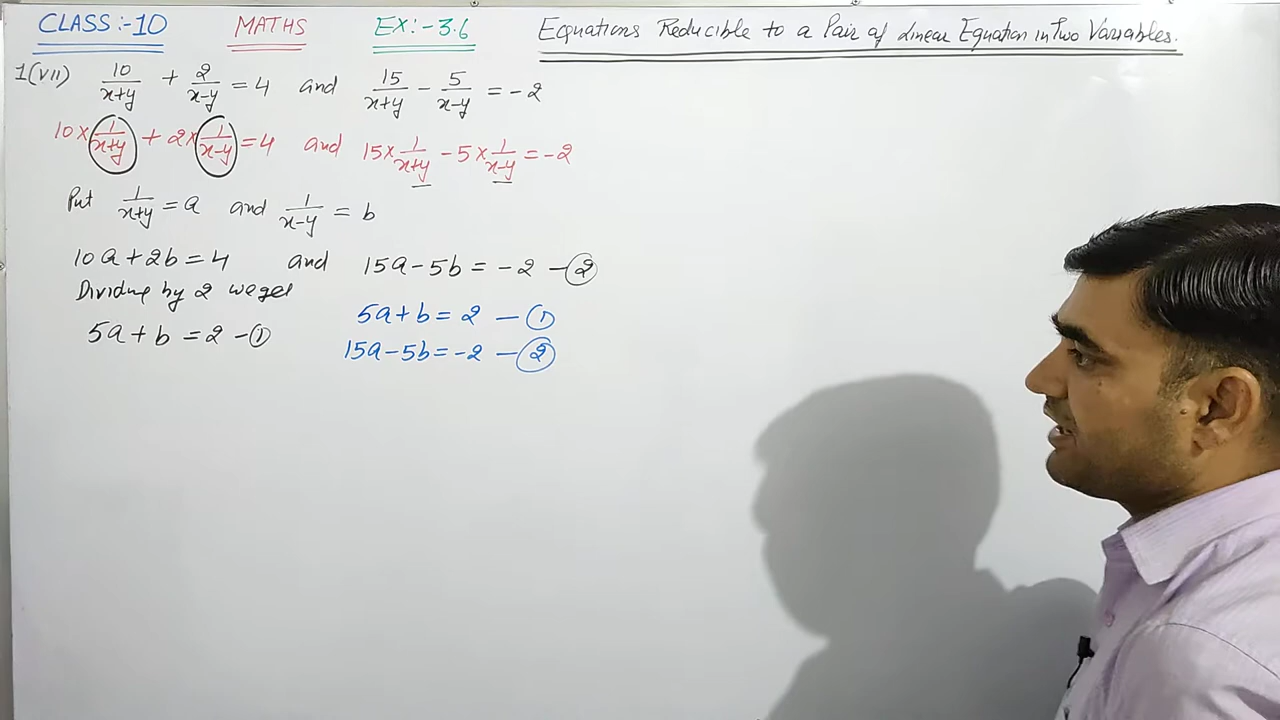 CLASS:-10 MATHS EX:-3.6 Equations Reducible to a Pair of Linear Equation in Two Variables.
1(VII) 10/(x+y) + 2/(x-y) = 4 and 15/(x+y) - 5/(x-y) = -2
10×1/(x+y) + 2×1/(x-y) = 4 and 15×1/(x+y) - 5×1/(x-y) = -2
Put 1/(x+y) = a and 1/(x-y) = b
10a+2b=4 and 15a-5b=-2 -②
Dividing by 2 we get
5a+b=2 -①
5a+b=2 -①
15a-5b=-2 -②